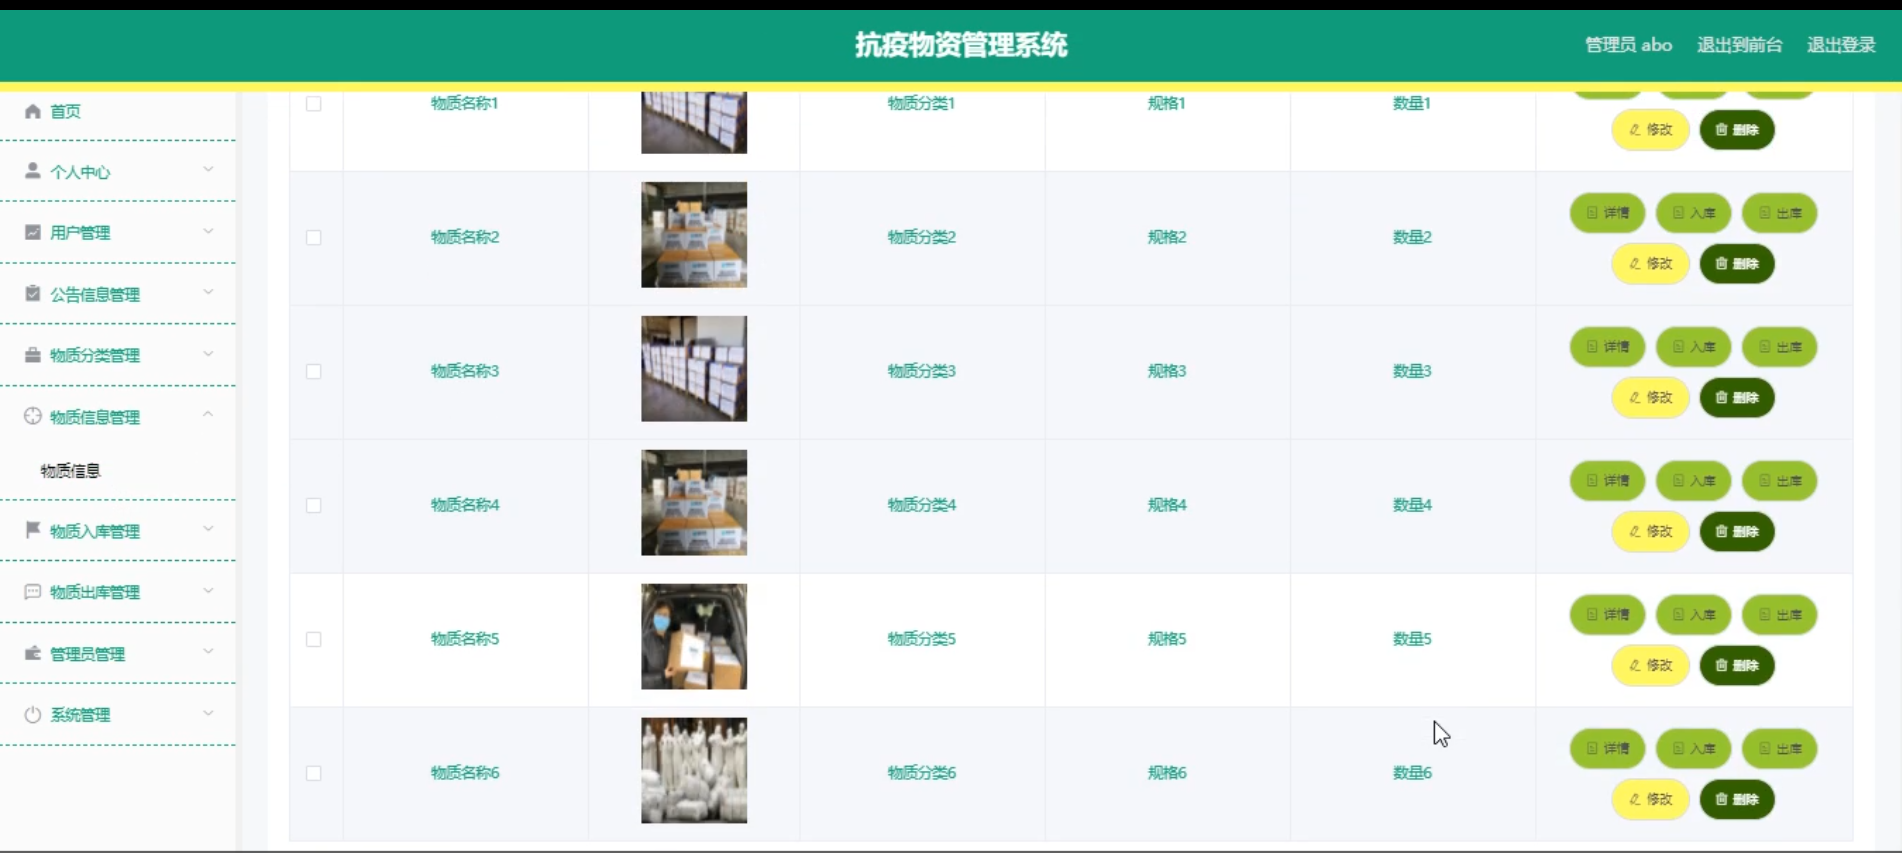 抗疫物资管理系统
管理员 abo 退出到前台 退出登录
首页
个人中心
用户管理
公告信息管理
物质分类管理
物质信息管理
物质信息
物质入库管理
物质出库管理
管理员管理
系统管理
物质名称1 物质分类1 规格1 数量1
修改 删除
物质名称2 物质分类2 规格2 数量2
详情 入库 出库
修改 删除
物质名称3 物质分类3 规格3 数量3
详情 入库 出库
修改 删除
物质名称4 物质分类4 规格4 数量4
详情 入库 出库
修改 删除
物质名称5 物质分类5 规格5 数量5
详情 入库 出库
修改 删除
物质名称6 物质分类6 规格6 数量6
详情 入库 出库
修改 删除